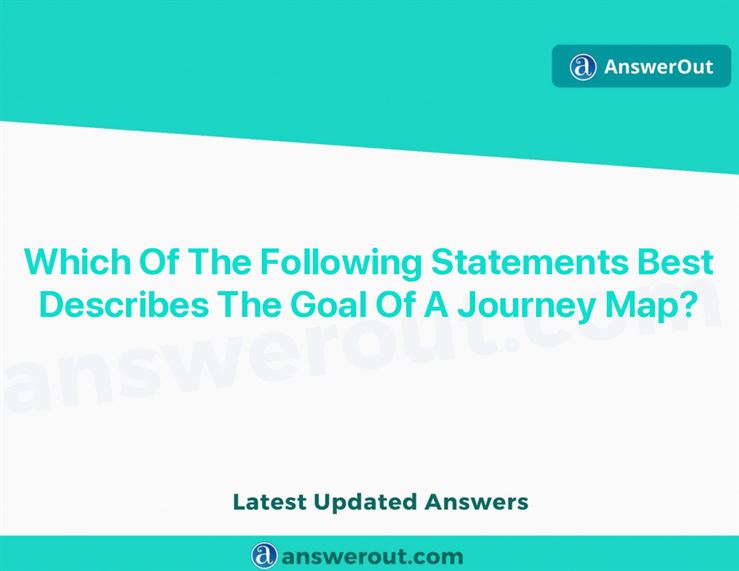 AnswerOut
Which Of The Following Statements Best
Describes The Goal Of A Journey Map?
answerout.com
Latest Updated Answers
answerout.com